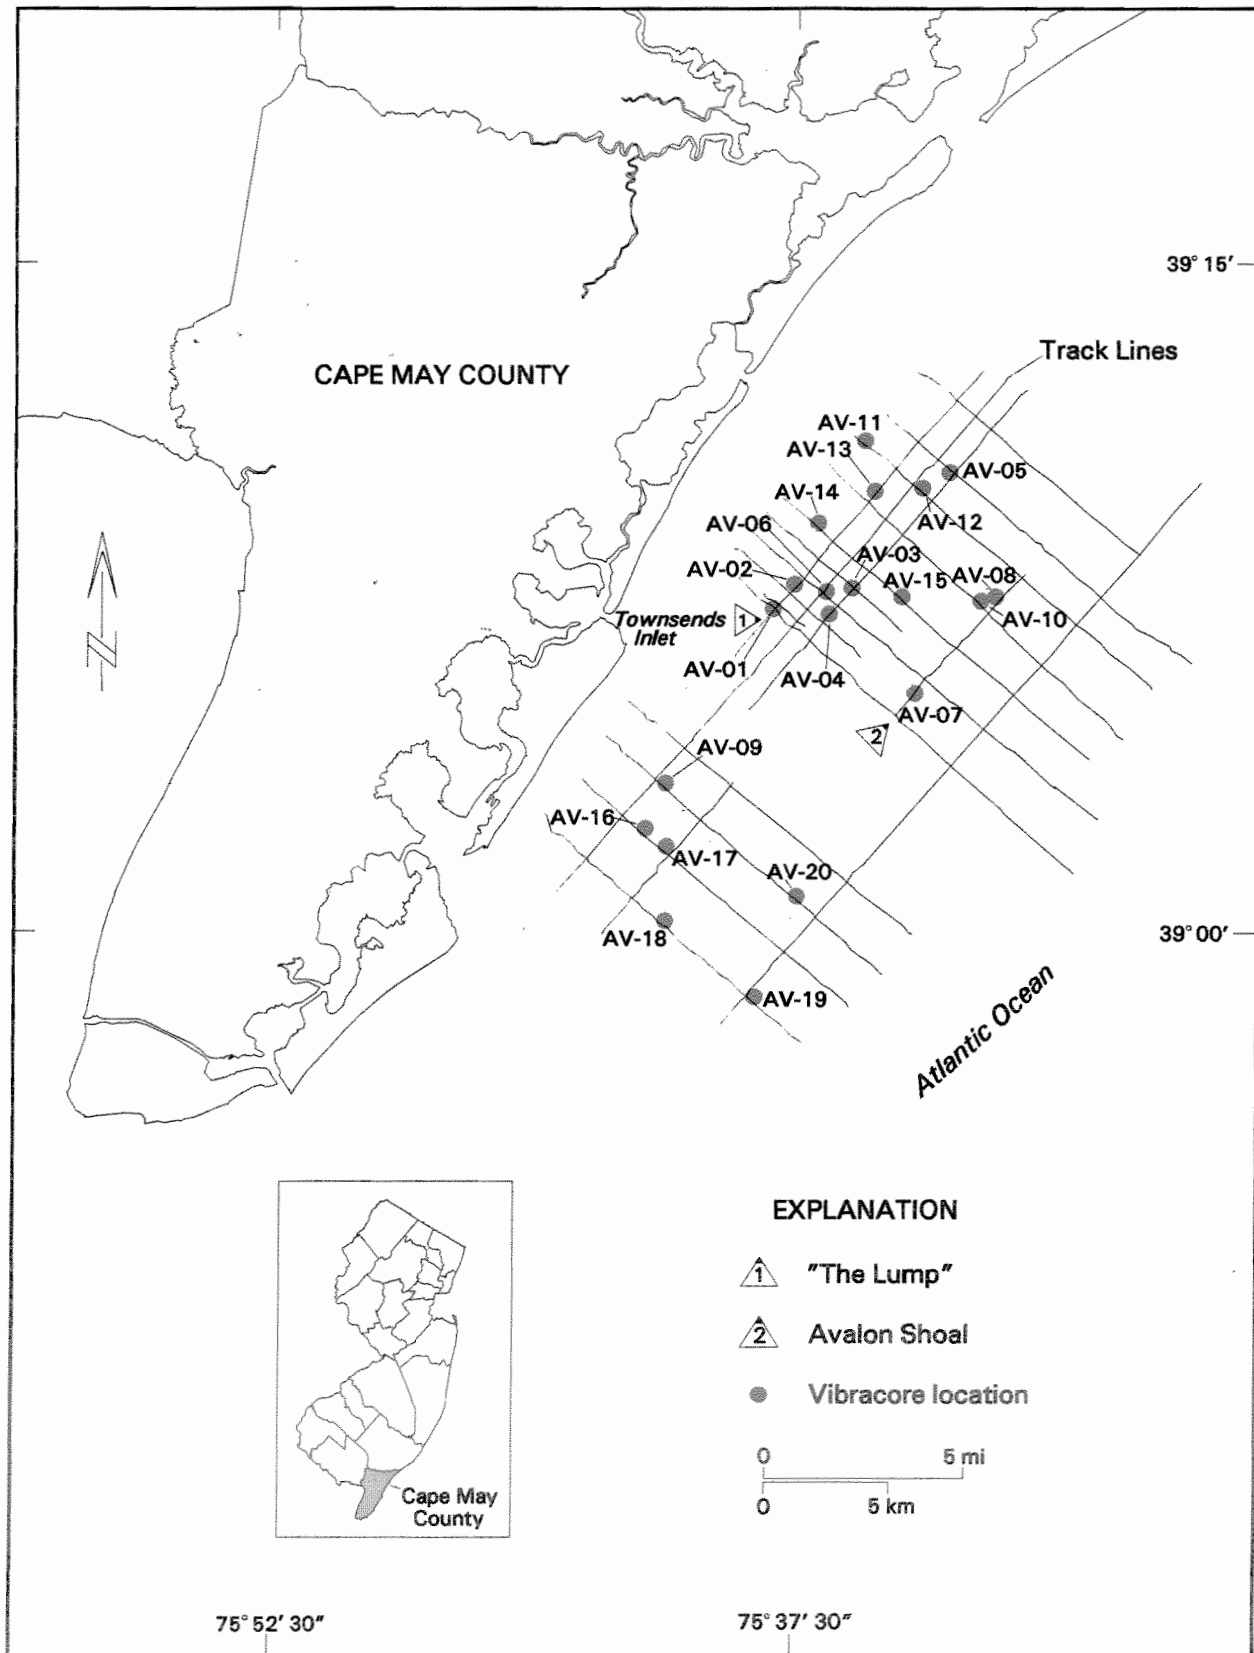 39° 15′
Track Lines
CAPE MAY COUNTY
AV-11
AV-13
AV-05
AV-14
AV-12
AV-06
AV-03
AV-02
AV-15
AV-08
Townsends
Inlet
1
AV-10
AV-01
AV-04
AV-07
2
AV-09
AV-16
AV-17
AV-20
AV-18
39° 00′
AV-19
Atlantic Ocean
N
EXPLANATION
1 "The Lump"
2 Avalon Shoal
Vibracore location
0 5 mi
0 5 km
Cape May
County
75° 52′ 30″
75° 37′ 30″